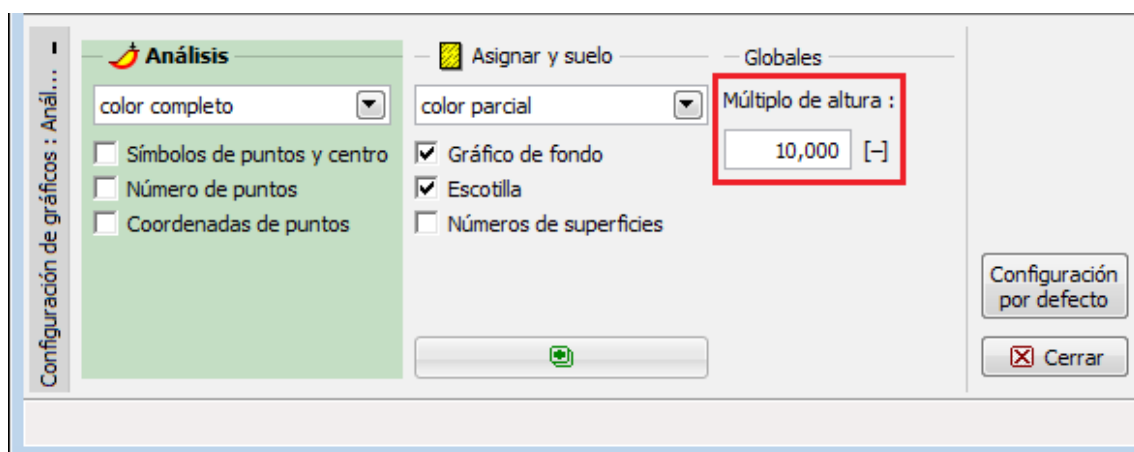 Configuración de gráficos : Anál...
Análisis
color completo
Símbolos de puntos y centro
Número de puntos
Coordenadas de puntos
Asignar y suelo
color parcial
Gráfico de fondo
Escotilla
Números de superficies
Globales
Múltiplo de altura :
10,000 [–]
Configuración
por defecto
Cerrar